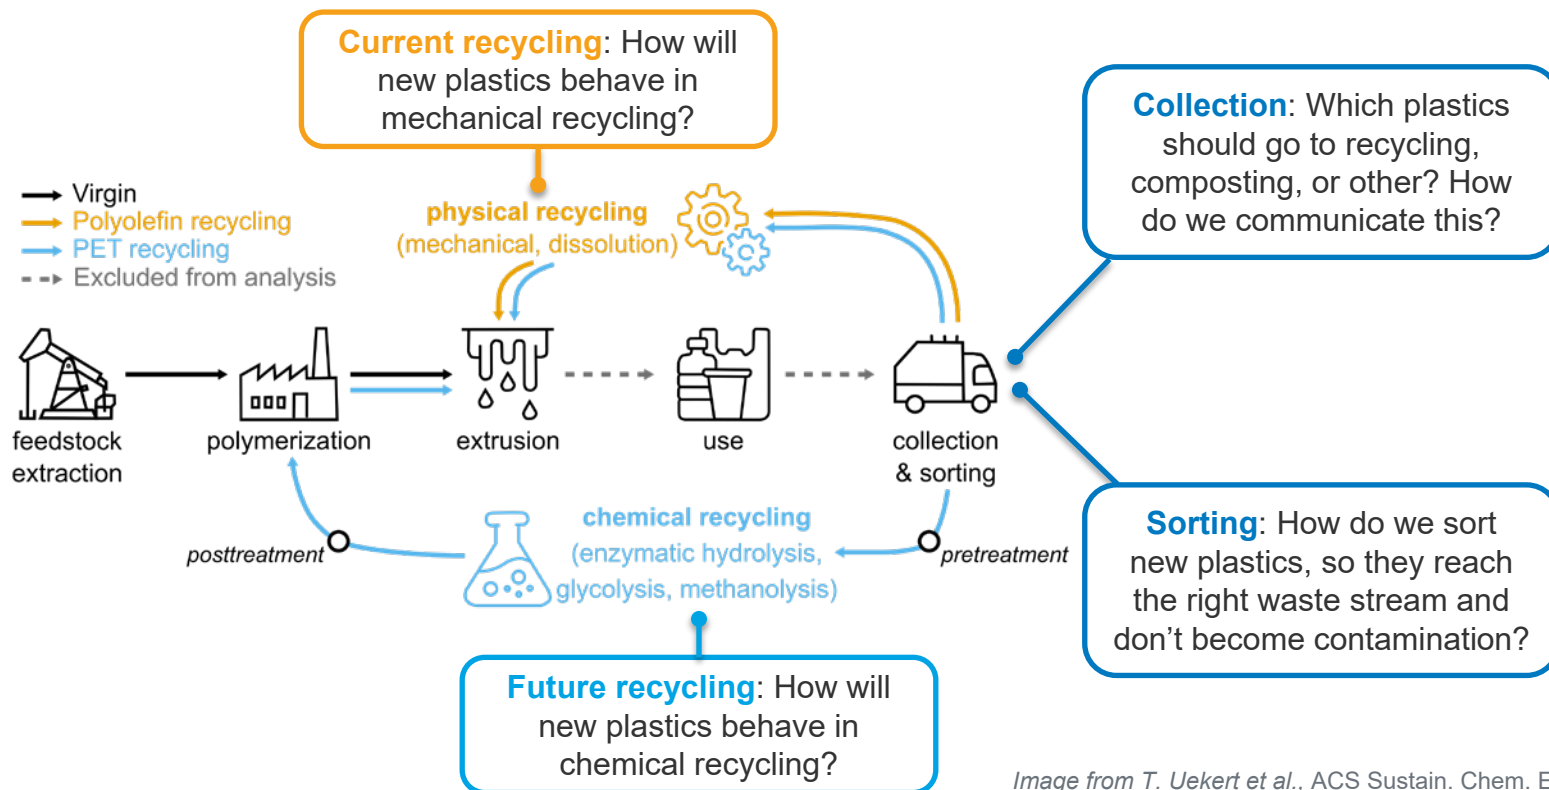 Current recycling: How will
new plastics behave in
mechanical recycling?
Collection: Which plastics
should go to recycling,
composting, or other? How
do we communicate this?
Virgin
Polyolefin recycling
PET recycling
Excluded from analysis
physical recycling
(mechanical, dissolution)
feedstock
extraction
polymerization
extrusion
use
collection
& sorting
chemical recycling
(enzymatic hydrolysis,
glycolysis, methanolysis)
posttreatment
pretreatment
Sorting: How do we sort
new plastics, so they reach
the right waste stream and
don’t become contamination?
Future recycling: How will
new plastics behave in
chemical recycling?
Image from T. Uekert et al., ACS Sustain. Chem. E